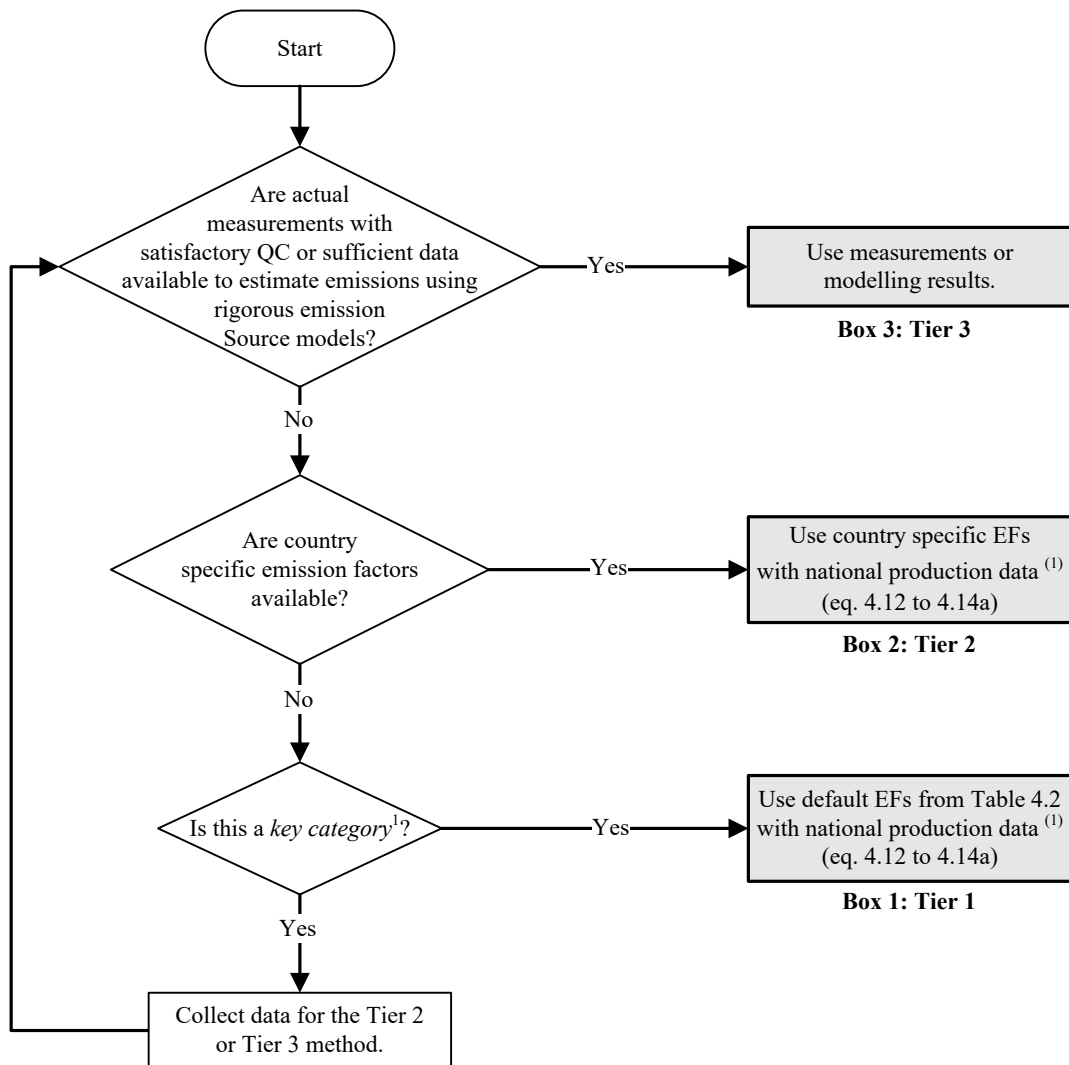 Start
Are actual
measurements with
satisfactory QC or sufficient data
available to estimate emissions using
rigorous emission
Source models?
Yes
Use measurements or
modelling results.
Box 3: Tier 3
No
Are country
specific emission factors
available?
Yes
Use country specific EFs
with national production data (1)
(eq. 4.12 to 4.14a)
Box 2: Tier 2
No
Is this a key category1?
Yes
Use default EFs from Table 4.2
with national production data (1)
(eq. 4.12 to 4.14a)
Box 1: Tier 1
Yes
Collect data for the Tier 2
or Tier 3 method.